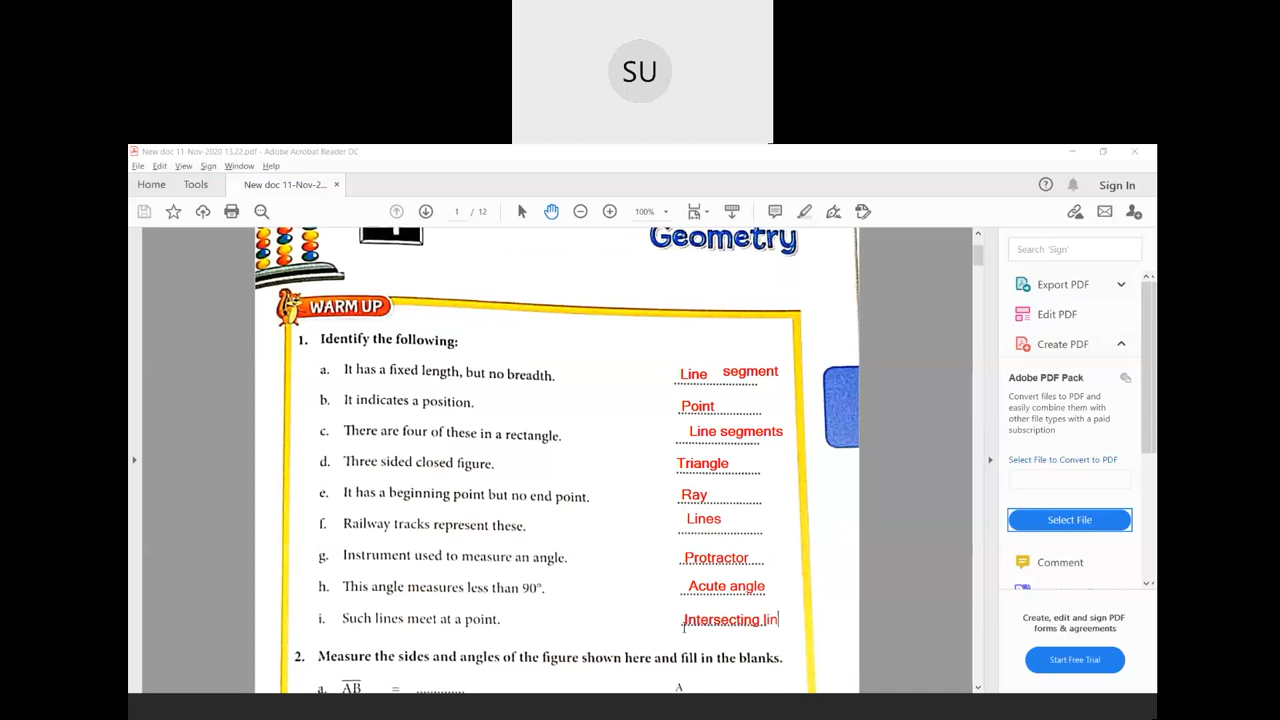 SU
New doc 11-Nov-2020 13.22.pdf - Adobe Acrobat Reader DC
File Edit View Sign Window Help
Home Tools New doc 11-Nov-2... × Sign In
1 / 12 100%
Geometry
WARM UP
1. Identify the following:
a. It has a fixed length, but no breadth. Line segment
b. It indicates a position. Point
c. There are four of these in a rectangle. Line segments
d. Three sided closed figure. Triangle
e. It has a beginning point but no end point. Ray
f. Railway tracks represent these. Lines
g. Instrument used to measure an angle. Protractor
h. This angle measures less than 90°. Acute angle
i. Such lines meet at a point. Intersecting lin
2. Measure the sides and angles of the figure shown here and fill in the blanks.
a. AB = .............. A
Search 'Sign'
Export PDF
Edit PDF
Create PDF
Adobe PDF Pack
Convert files to PDF and
easily combine them with
other file types with a paid
subscription
Select File to Convert to PDF
Select File
Comment
Create, edit and sign PDF
forms & agreements
Start Free Trial